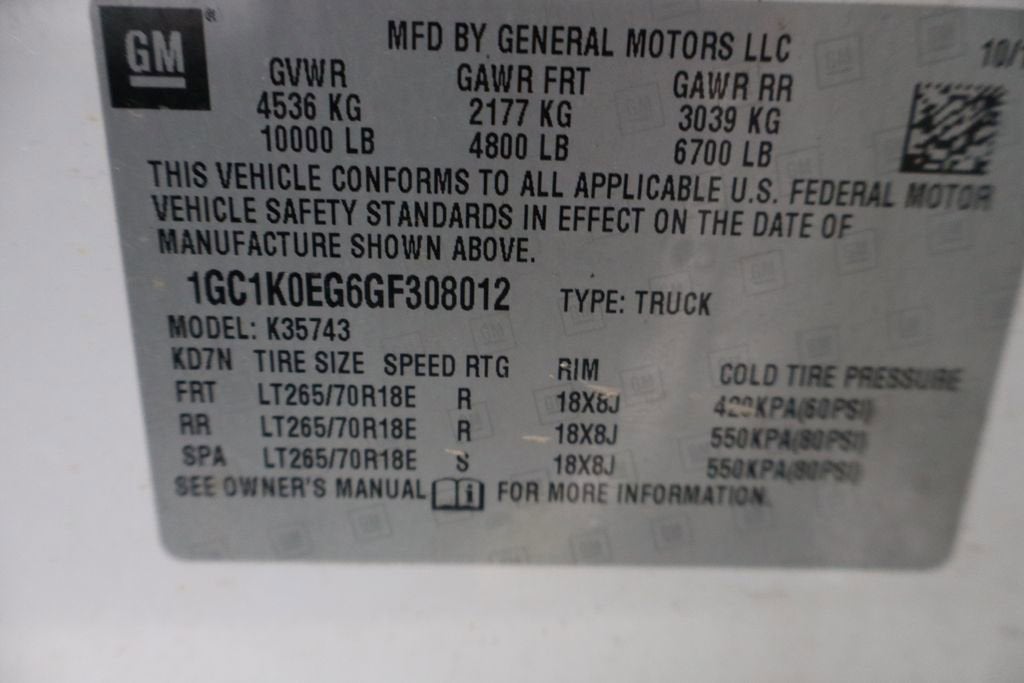 GM®
MFD BY GENERAL MOTORS LLC
10/1
GVWR GAWR FRT GAWR RR
4536 KG 2177 KG 3039 KG
10000 LB 4800 LB 6700 LB
THIS VEHICLE CONFORMS TO ALL APPLICABLE U.S. FEDERAL MOTOR
VEHICLE SAFETY STANDARDS IN EFFECT ON THE DATE OF
MANUFACTURE SHOWN ABOVE.
1GC1K0EG6GF308012 TYPE: TRUCK
MODEL: K35743
KD7N TIRE SIZE SPEED RTG RIM COLD TIRE PRESSURE
FRT LT265/70R18E R 18X8J 420KPA(60PSI)
RR LT265/70R18E R 18X8J 550KPA(80PSI)
SPA LT265/70R18E S 18X8J 550KPA(80PSI)
SEE OWNER'S MANUAL FOR MORE INFORMATION.